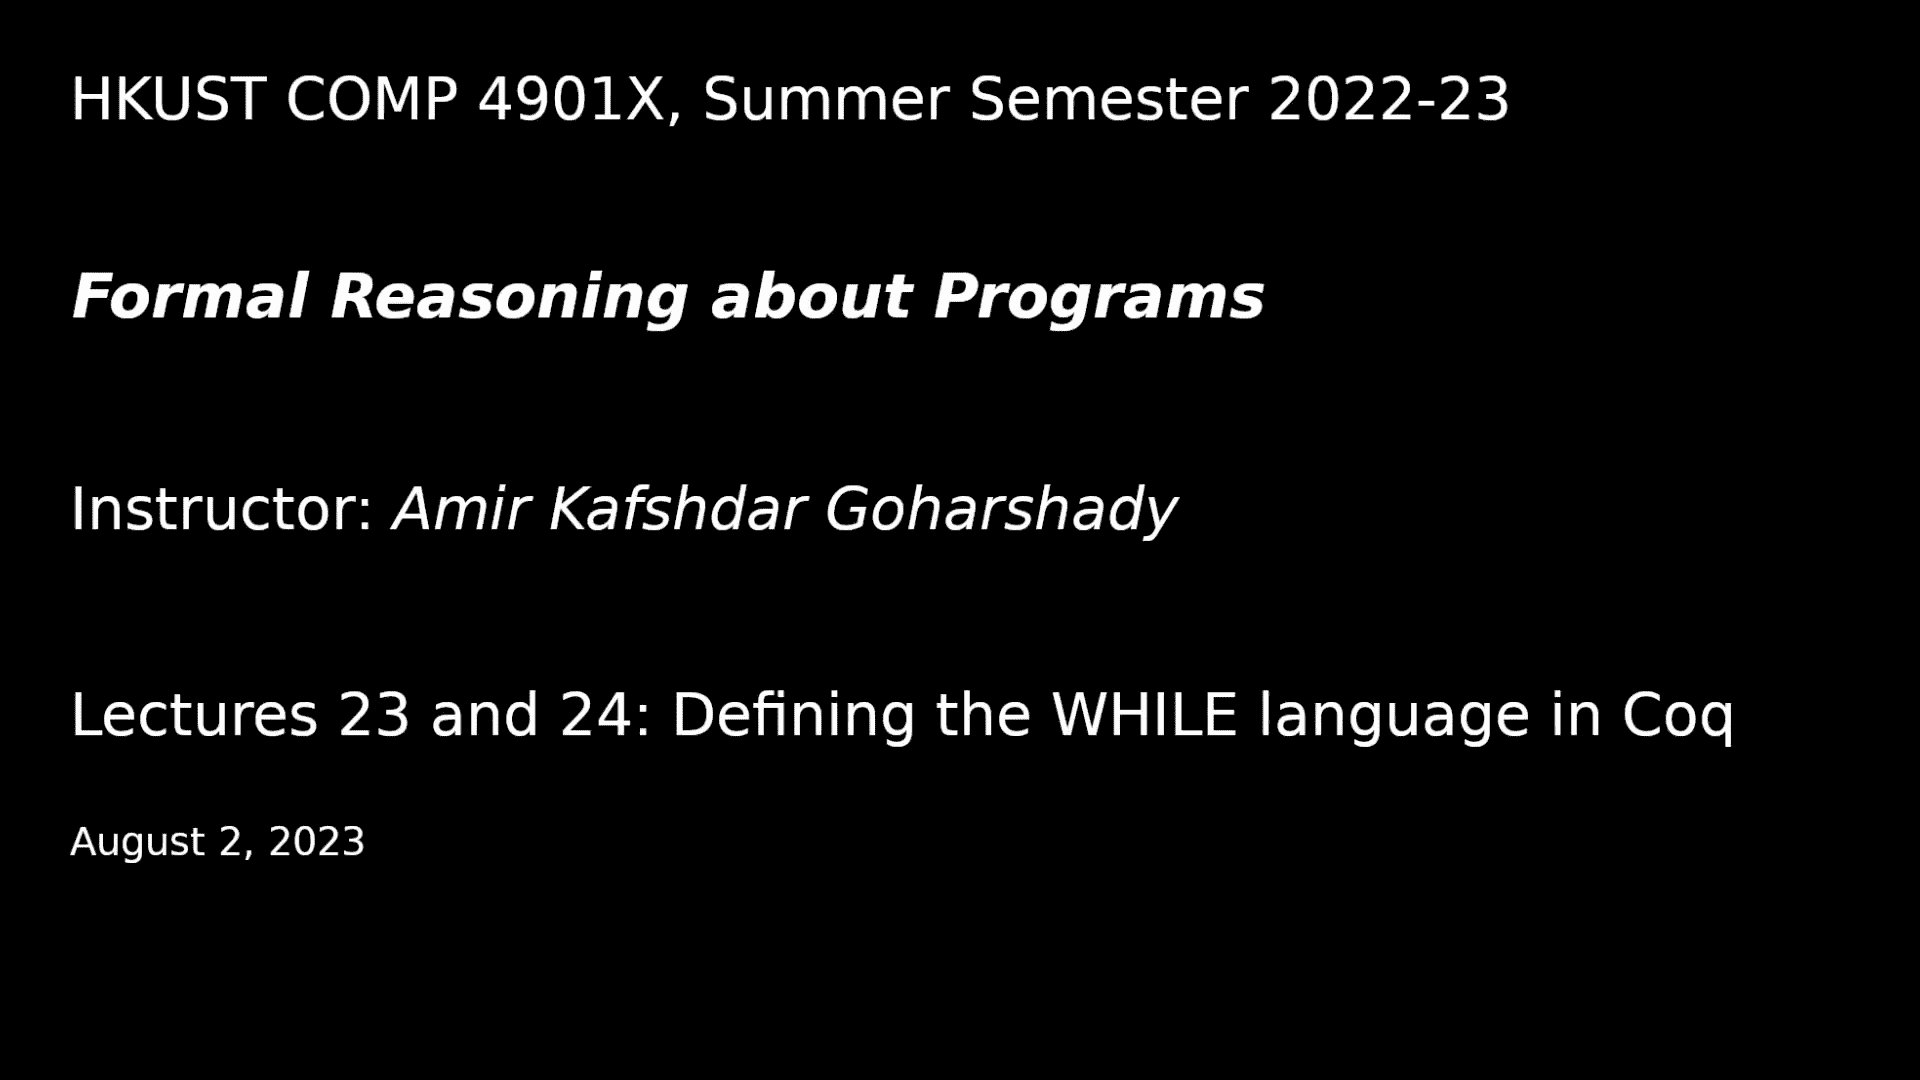 HKUST COMP 4901X, Summer Semester 2022-23
Formal Reasoning about Programs
Instructor: Amir Kafshdar Goharshady
Lectures 23 and 24: Defining the WHILE language in Coq
August 2, 2023